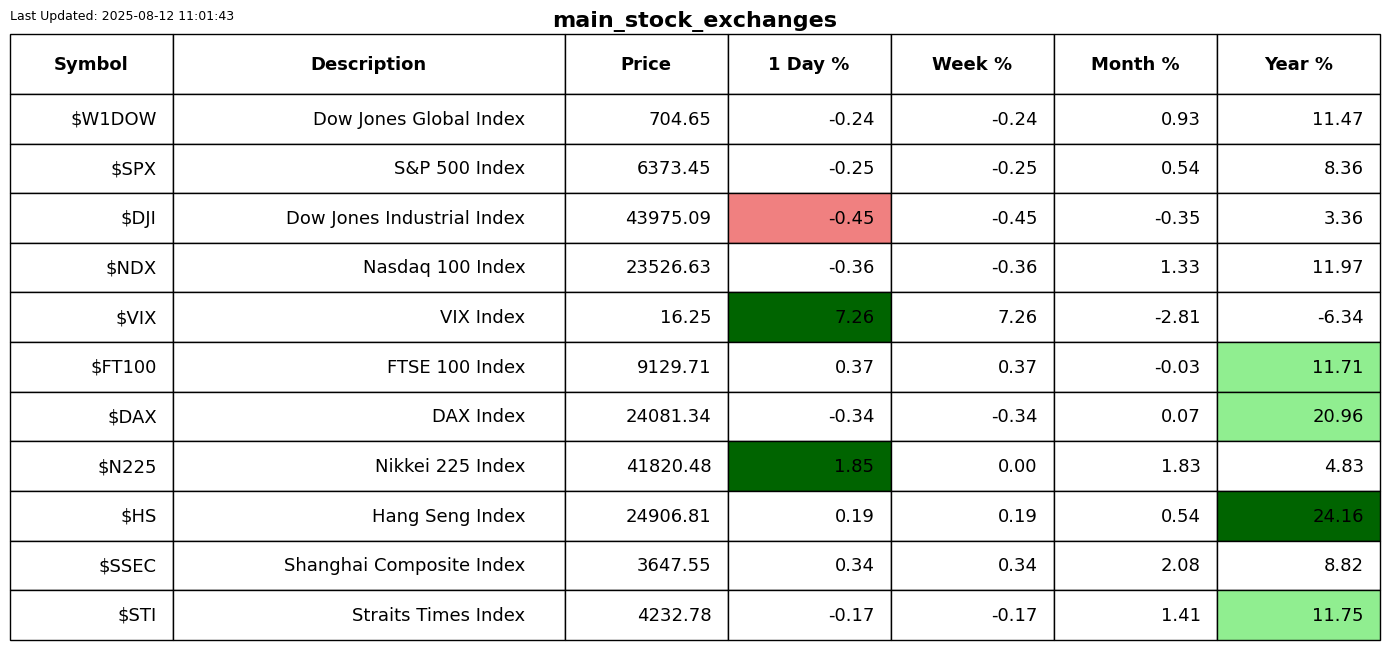 Last Updated: 2025-08-12 11:01:43
main_stock_exchanges
Symbol Description Price 1 Day % Week % Month % Year %
$W1DOW Dow Jones Global Index 704.65 -0.24 -0.24 0.93 11.47
$SPX S&P 500 Index 6373.45 -0.25 -0.25 0.54 8.36
$DJI Dow Jones Industrial Index 43975.09 -0.45 -0.45 -0.35 3.36
$NDX Nasdaq 100 Index 23526.63 -0.36 -0.36 1.33 11.97
$VIX VIX Index 16.25 7.26 7.26 -2.81 -6.34
$FT100 FTSE 100 Index 9129.71 0.37 0.37 -0.03 11.71
$DAX DAX Index 24081.34 -0.34 -0.34 0.07 20.96
$N225 Nikkei 225 Index 41820.48 1.85 0.00 1.83 4.83
$HS Hang Seng Index 24906.81 0.19 0.19 0.54 24.16
$SSEC Shanghai Composite Index 3647.55 0.34 0.34 2.08 8.82
$STI Straits Times Index 4232.78 -0.17 -0.17 1.41 11.75